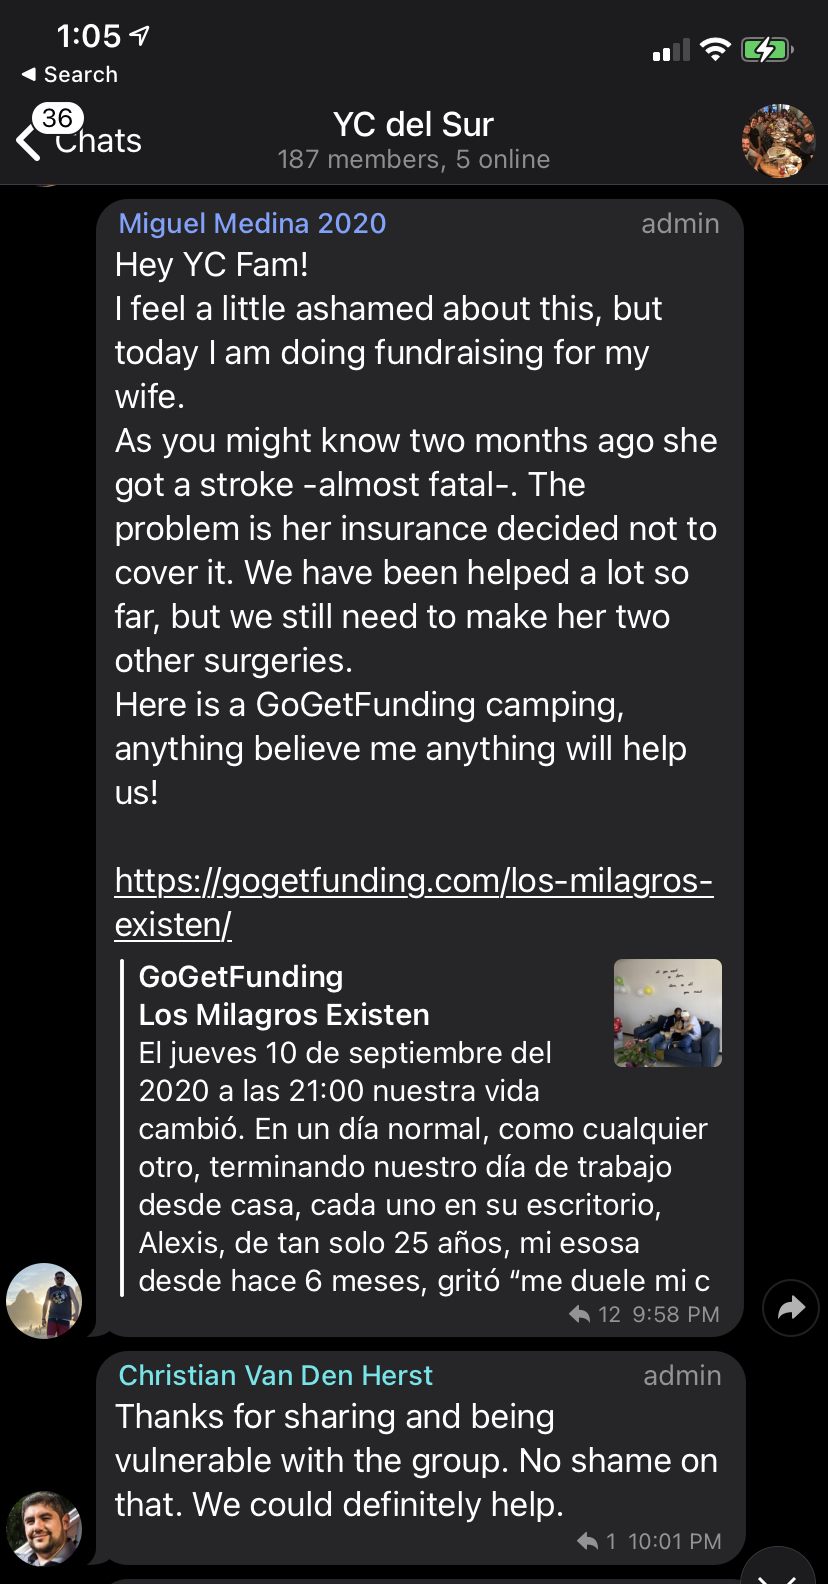 1:05
Search
36
Chats
YC del Sur
187 members, 5 online
Miguel Medina 2020 admin
Hey YC Fam!
I feel a little ashamed about this, but
today I am doing fundraising for my
wife.
As you might know two months ago she
got a stroke -almost fatal-. The
problem is her insurance decided not to
cover it. We have been helped a lot so
far, but we still need to make her two
other surgeries.
Here is a GoGetFunding camping,
anything believe me anything will help
us!
https://gogetfunding.com/los-milagros-
existen/
GoGetFunding
Los Milagros Existen
El jueves 10 de septiembre del
2020 a las 21:00 nuestra vida
cambió. En un día normal, como cualquier
otro, terminando nuestro día de trabajo
desde casa, cada uno en su escritorio,
Alexis, de tan solo 25 años, mi esosa
desde hace 6 meses, gritó “me duele mi c
12 9:58 PM
Christian Van Den Herst admin
Thanks for sharing and being
vulnerable with the group. No shame on
that. We could definitely help.
1 10:01 PM